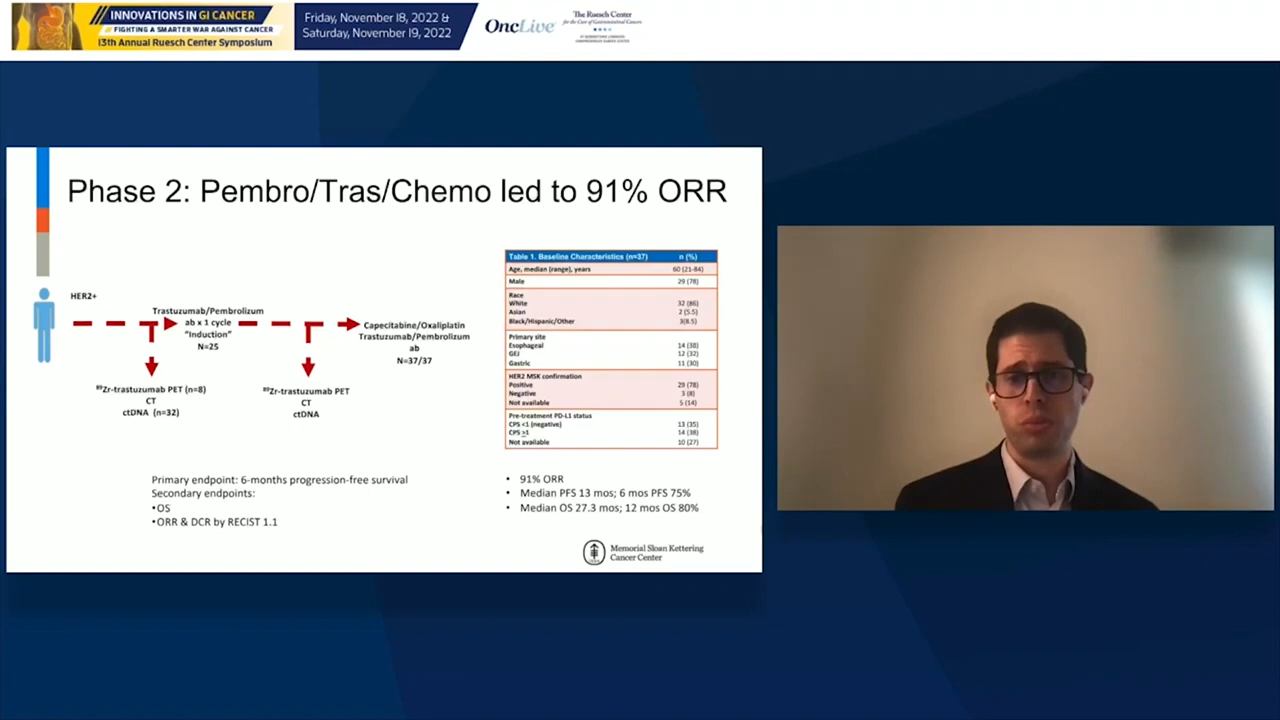 INNOVATIONS IN GI CANCER
FIGHTING A SMARTER WAR AGAINST CANCER
13th Annual Ruesch Center Symposium
Friday, November 18, 2022 &
Saturday, November 19, 2022
OncLive
The Ruesch Center
for the Cure of Gastrointestinal Cancers
Phase 2: Pembro/Tras/Chemo led to 91% ORR
HER2+
Trastuzumab/Pembrolizum
ab x 1 cycle
"Induction"
N=25
Capecitabine/Oxaliplatin
Trastuzumab/Pembrolizum
ab
N=37/37
89Zr-trastuzumab PET (n=8)
CT
ctDNA (n=32)
89Zr-trastuzumab PET
CT
ctDNA
Table 1. Baseline Characteristics (n=37) n (%)
Age, median (range), years 60 (21-84)
Male 29 (78)
Race
White 32 (86)
Asian 2 (5.5)
Black/Hispanic/Other 3(8.5)
Primary site
Esophageal 14 (38)
GEJ 12 (32)
Gastric 11 (30)
HER2 MSK confirmation
Positive 29 (78)
Negative 3 (8)
Not available 5 (14)
Pre-treatment PD-L1 status
CPS <1 (negative) 13 (35)
CPS >1 14 (38)
Not available 10 (27)
Primary endpoint: 6-months progression-free survival
Secondary endpoints:
•OS
•ORR & DCR by RECIST 1.1
• 91% ORR
• Median PFS 13 mos; 6 mos PFS 75%
• Median OS 27.3 mos; 12 mos OS 80%
Memorial Sloan Kettering
Cancer Center